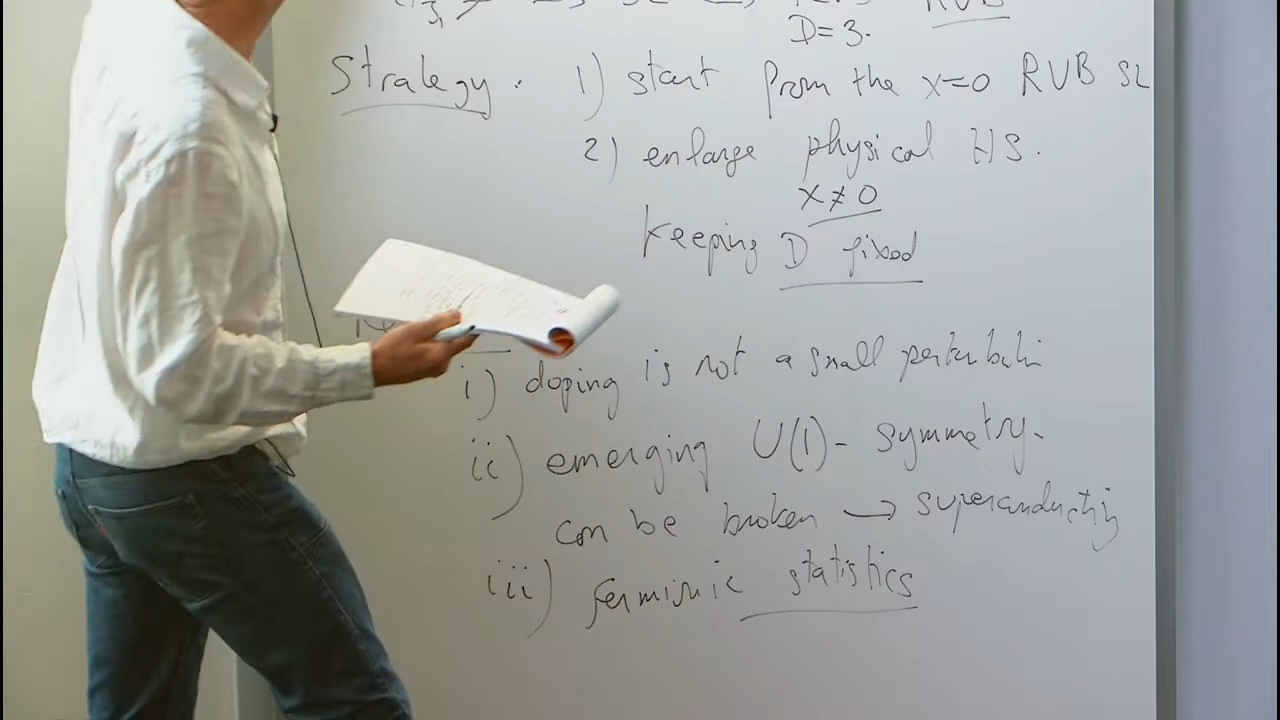 D=3.
Strategy: 1) start from the x=0 RVB SL
2) enlarge physical HS.
x≠0
keeping D fixed
i) doping is not a small perturbation
ii) emerging U(1)- symmetry.
can be broken → superconductivity
iii) fermionic statistics